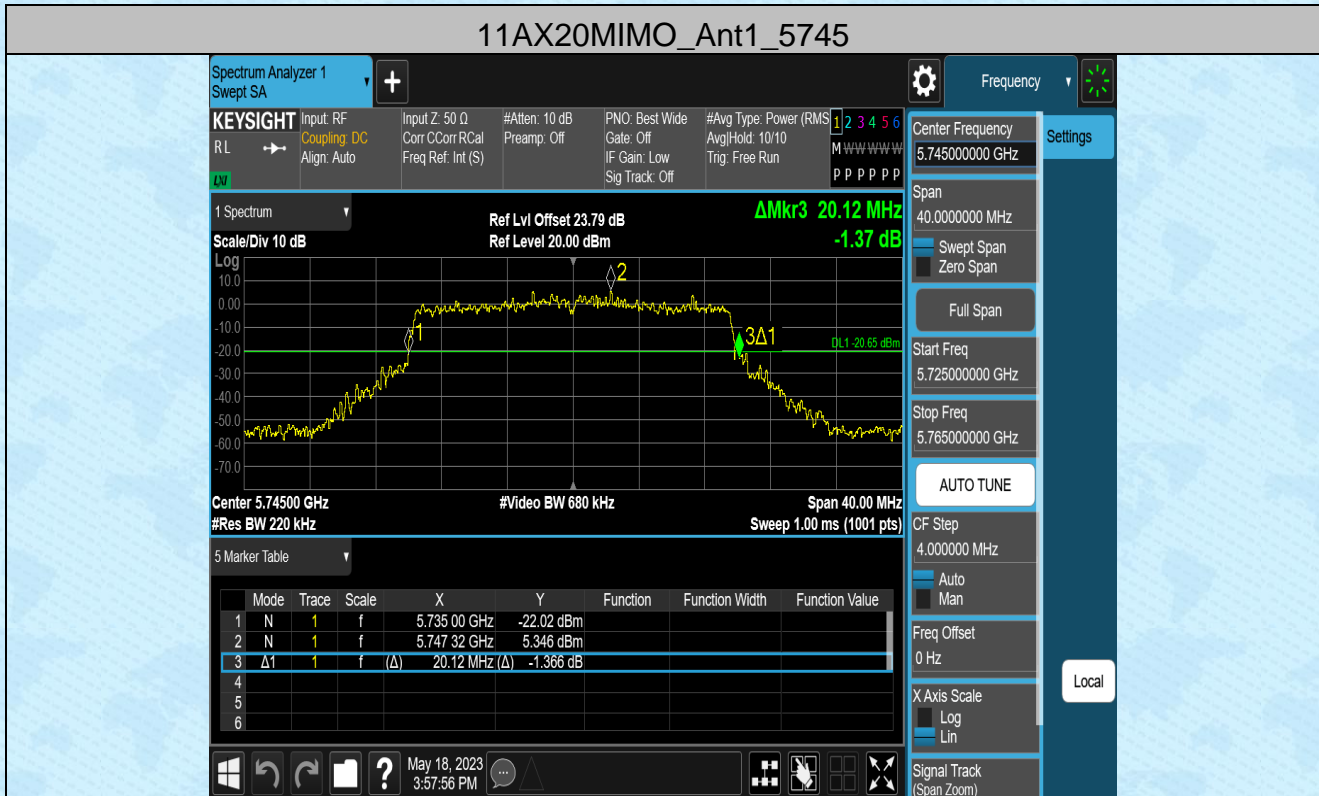 11AX20MIMO_Ant1_5745
Spectrum Analyzer 1
Swept SA
Frequency
KEYSIGHT
RL
LXI
Input: RF
Coupling: DC
Align: Auto
Input Z: 50 Ω
Corr CCorr RCal
Freq Ref: Int (S)
#Atten: 10 dB
Preamp: Off
PNO: Best Wide
Gate: Off
IF Gain: Low
Sig Track: Off
#Avg Type: Power (RMS
Avg|Hold: 10/10
Trig: Free Run
1 2 3 4 5 6
M W W W W W
P P P P P P
Center Frequency
5.745000000 GHz
Settings
Span
40.0000000 MHz
Swept Span
Zero Span
Full Span
Start Freq
5.725000000 GHz
Stop Freq
5.765000000 GHz
AUTO TUNE
CF Step
4.000000 MHz
Auto
Man
Freq Offset
0 Hz
X Axis Scale
Log
Lin
Signal Track
(Span Zoom)
Local
1 Spectrum
Ref Lvl Offset 23.79 dB
ΔMkr3 20.12 MHz
Scale/Div 10 dB
Ref Level 20.00 dBm
-1.37 dB
Log
10.0
0.00
-10.0
-20.0
-30.0
-40.0
-50.0
-60.0
-70.0
2
1
3Δ1
DL1 -20.65 dBm
Center 5.74500 GHz
#Video BW 680 kHz
Span 40.00 MHz
#Res BW 220 kHz
Sweep 1.00 ms (1001 pts)
5 Marker Table
Mode Trace Scale X Y Function Function Width Function Value
1 N 1 f 5.735 00 GHz -22.02 dBm
2 N 1 f 5.747 32 GHz 5.346 dBm
3 Δ1 1 f (Δ) 20.12 MHz (Δ) -1.366 dB
4
5
6
?
May 18, 2023
3:57:56 PM